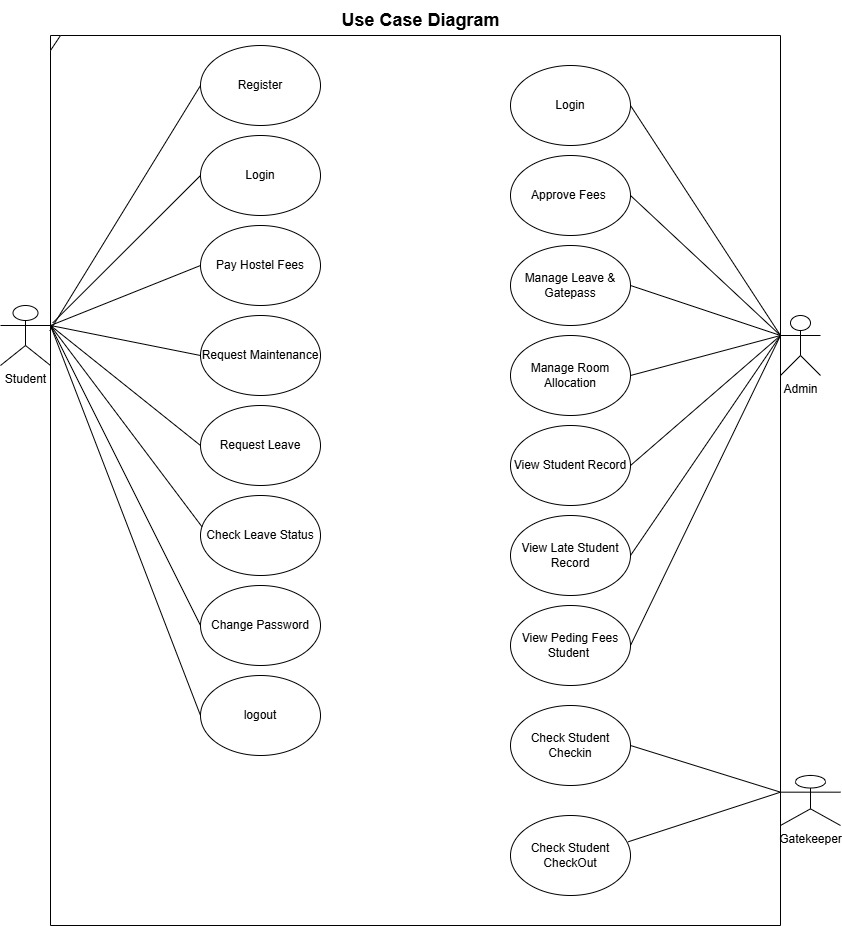 Use Case Diagram
Register
Login
Pay Hostel Fees
Request Maintenance
Request Leave
Check Leave Status
Change Password
logout
Student
Login
Approve Fees
Manage Leave &
Gatepass
Manage Room
Allocation
View Student Record
View Late Student
Record
View Peding Fees
Student
Admin
Check Student
Checkin
Check Student
CheckOut
Gatekeeper